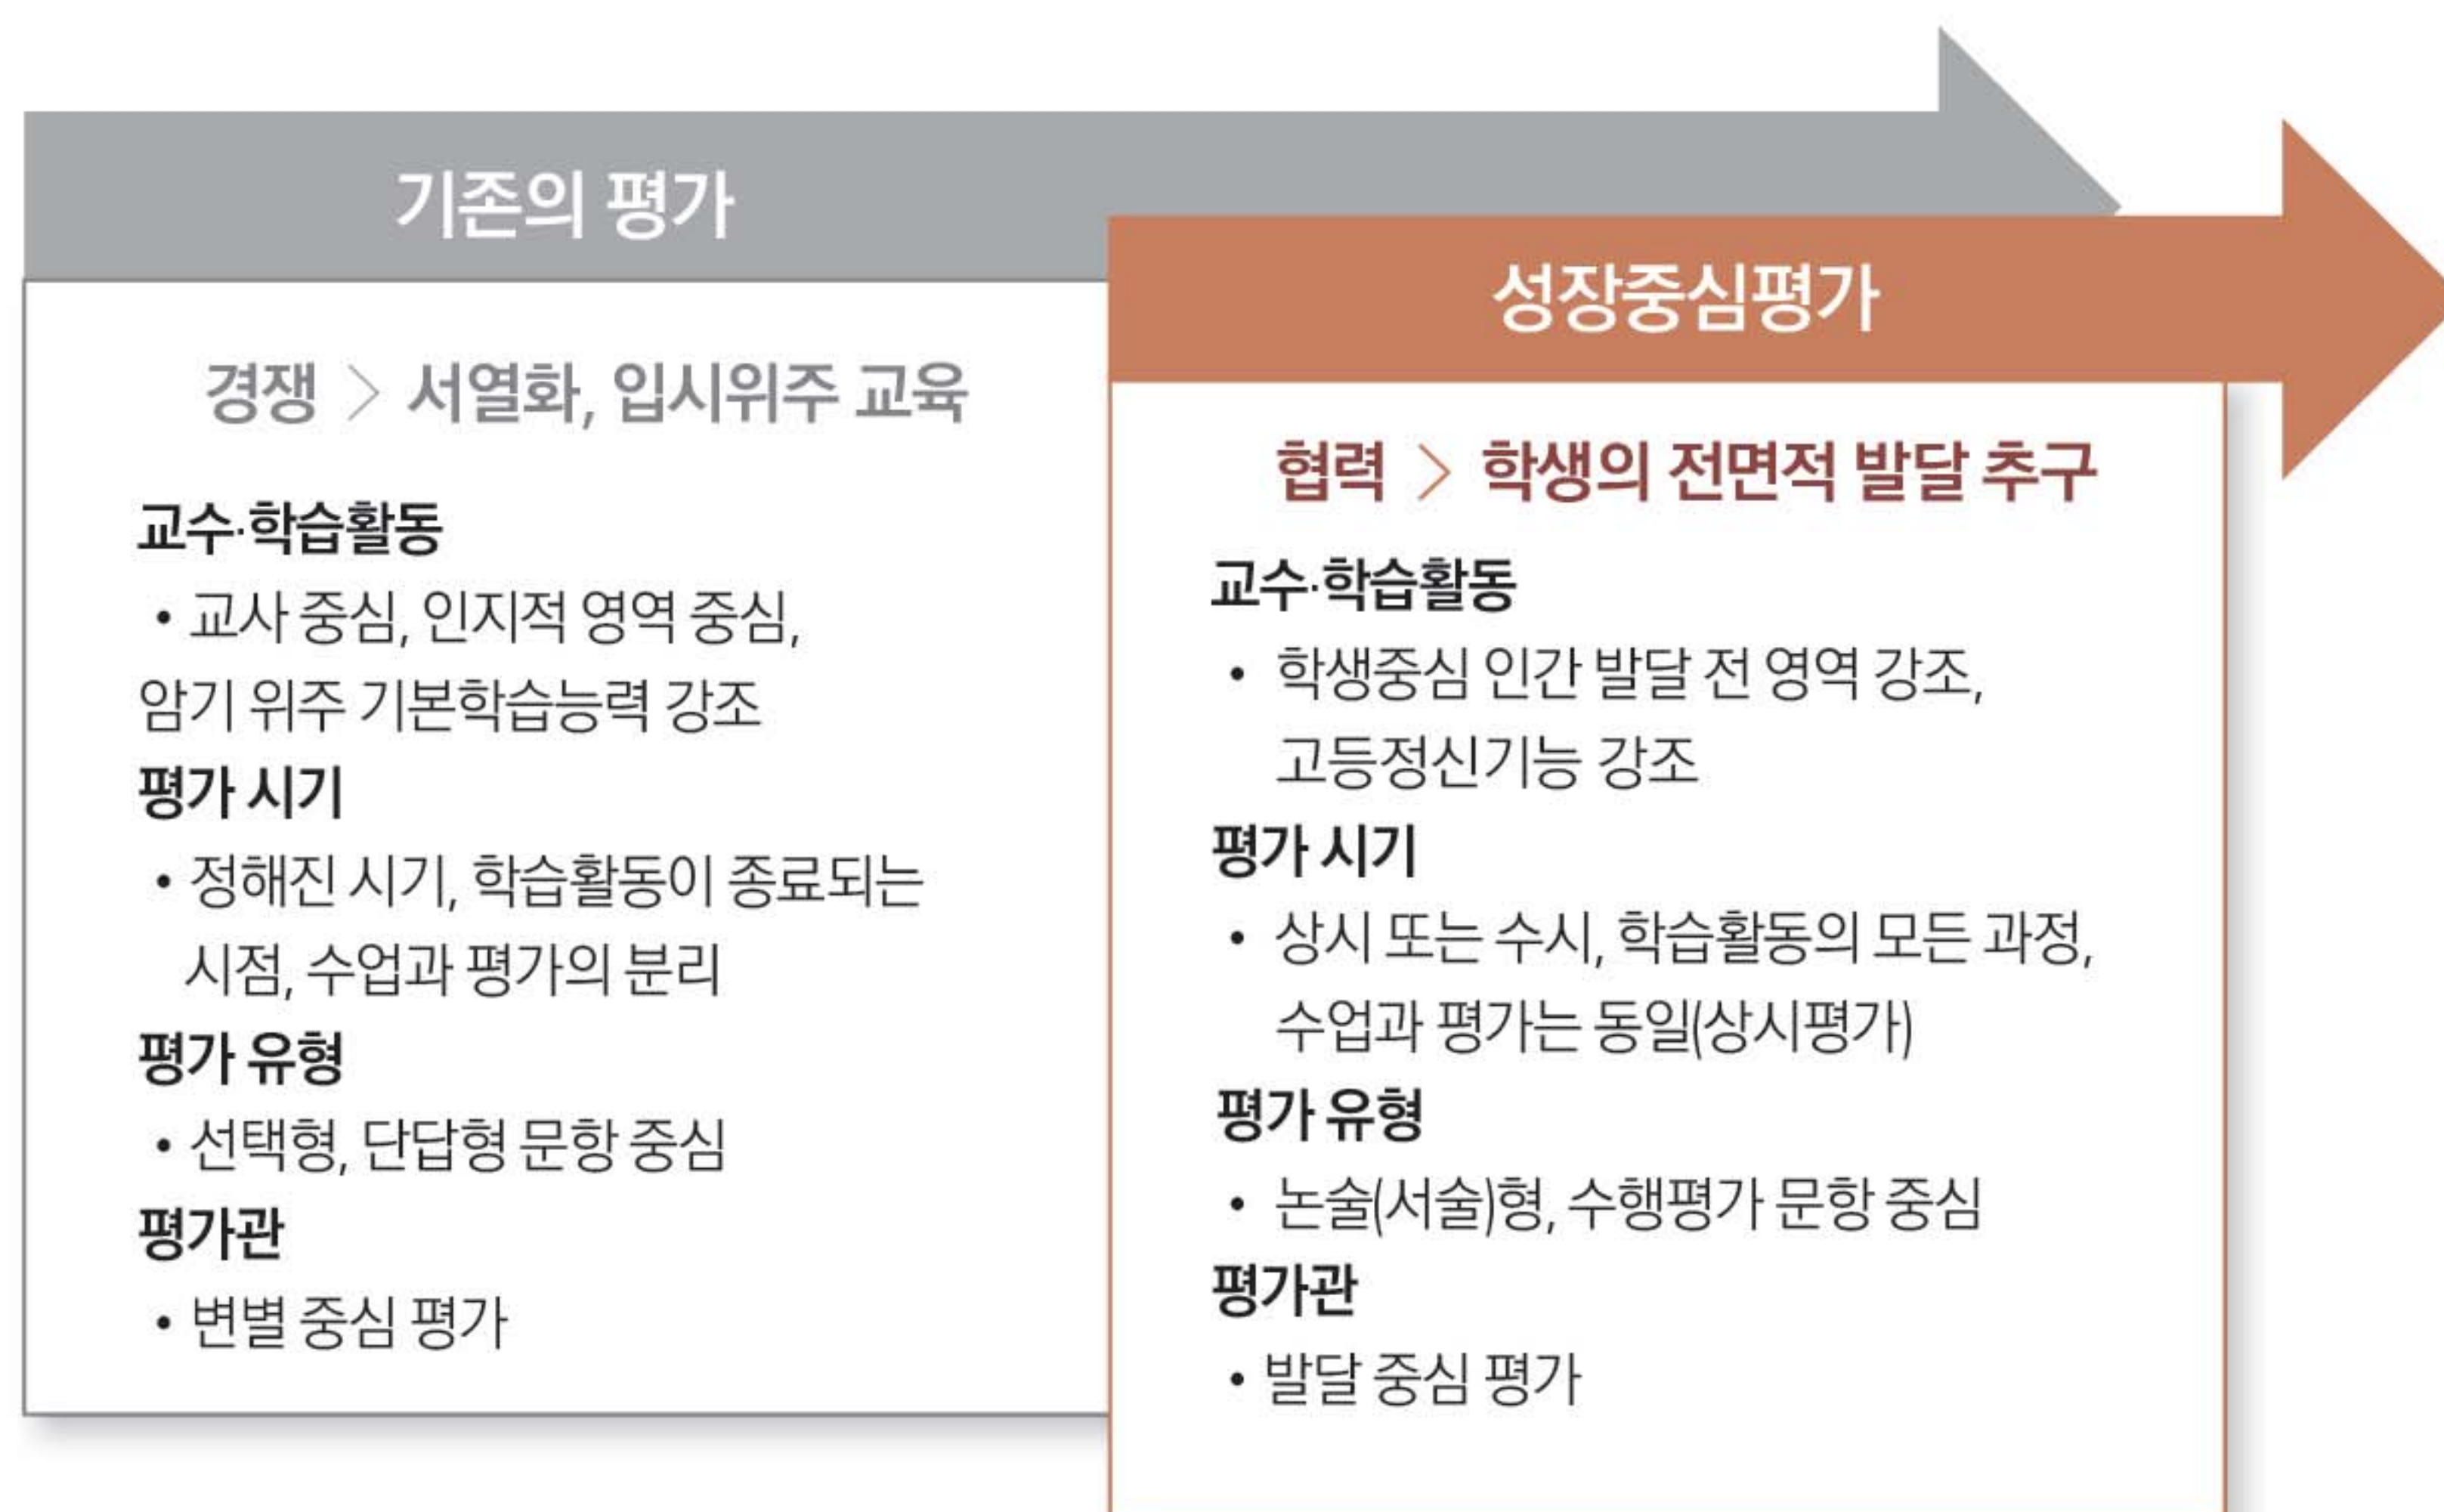 기존의 평가
경쟁 > 서열화, 입시위주 교육
교수·학습활동
• 교사 중심, 인지적 영역 중심,
암기 위주 기본학습능력 강조
평가 시기
• 정해진 시기, 학습활동이 종료되는
시점, 수업과 평가의 분리
평가 유형
• 선택형, 단답형 문항 중심
평가관
• 변별 중심 평가
성장중심평가
협력 > 학생의 전면적 발달 추구
교수·학습활동
• 학생중심 인간 발달 전 영역 강조,
고등정신기능 강조
평가 시기
• 상시 또는 수시, 학습활동의 모든 과정,
수업과 평가는 동일(상시평가)
평가 유형
• 논술(서술)형, 수행평가 문항 중심
평가관
• 발달 중심 평가